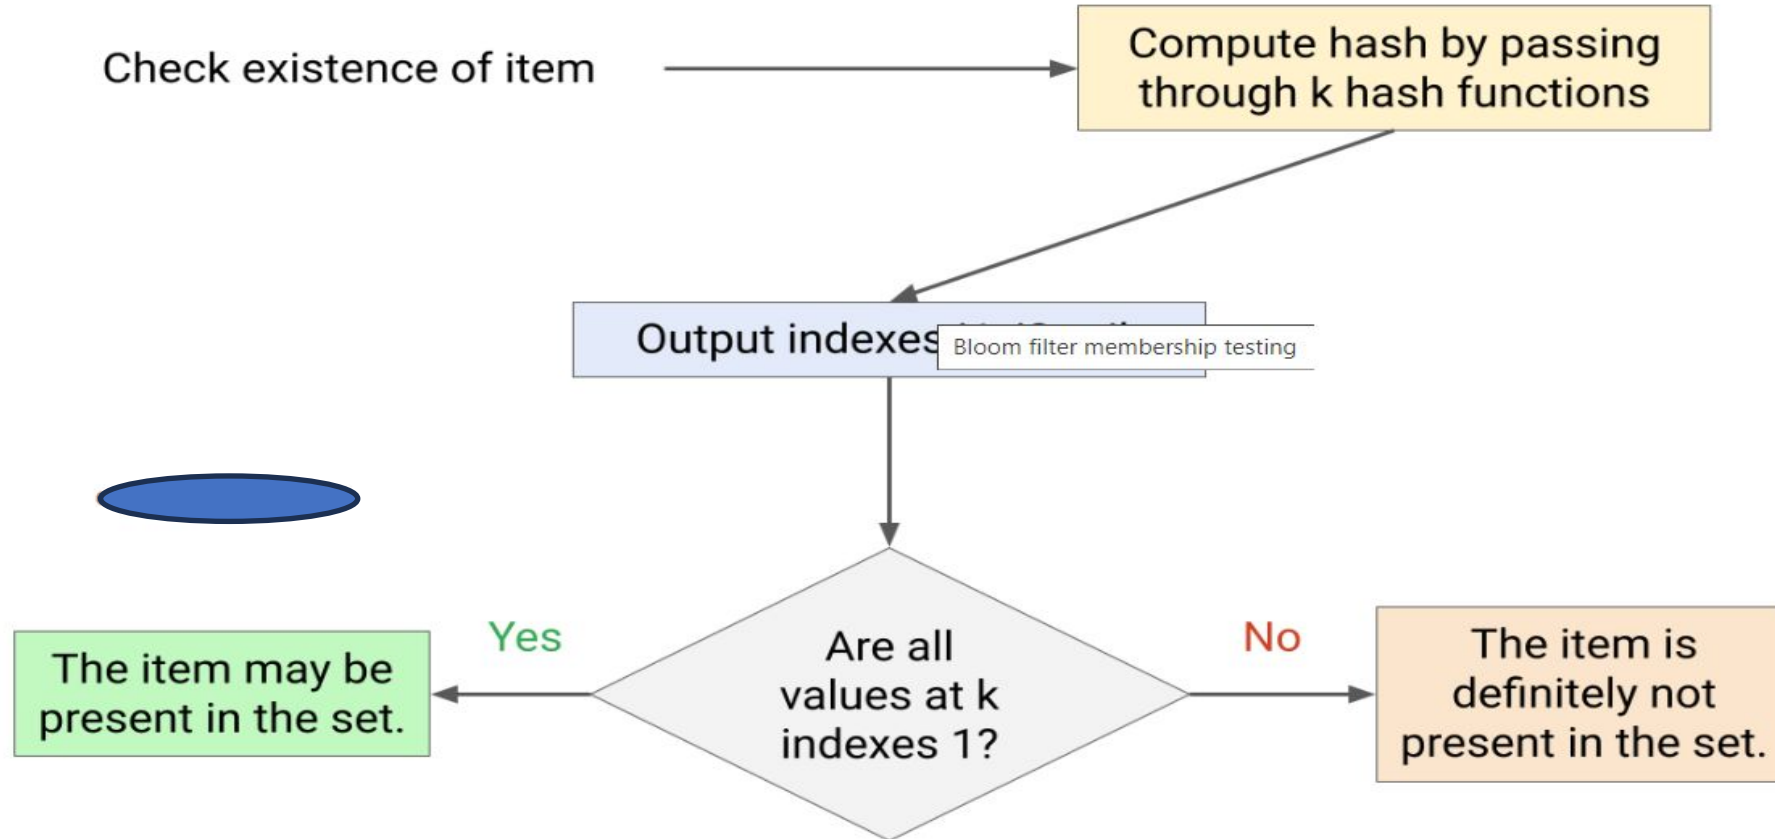 Check existence of item
Compute hash by passing
through k hash functions
Output indexes
Bloom filter membership testing
Yes
No
Are all
values at k
indexes 1?
The item may be
present in the set.
The item is
definitely not
present in the set.